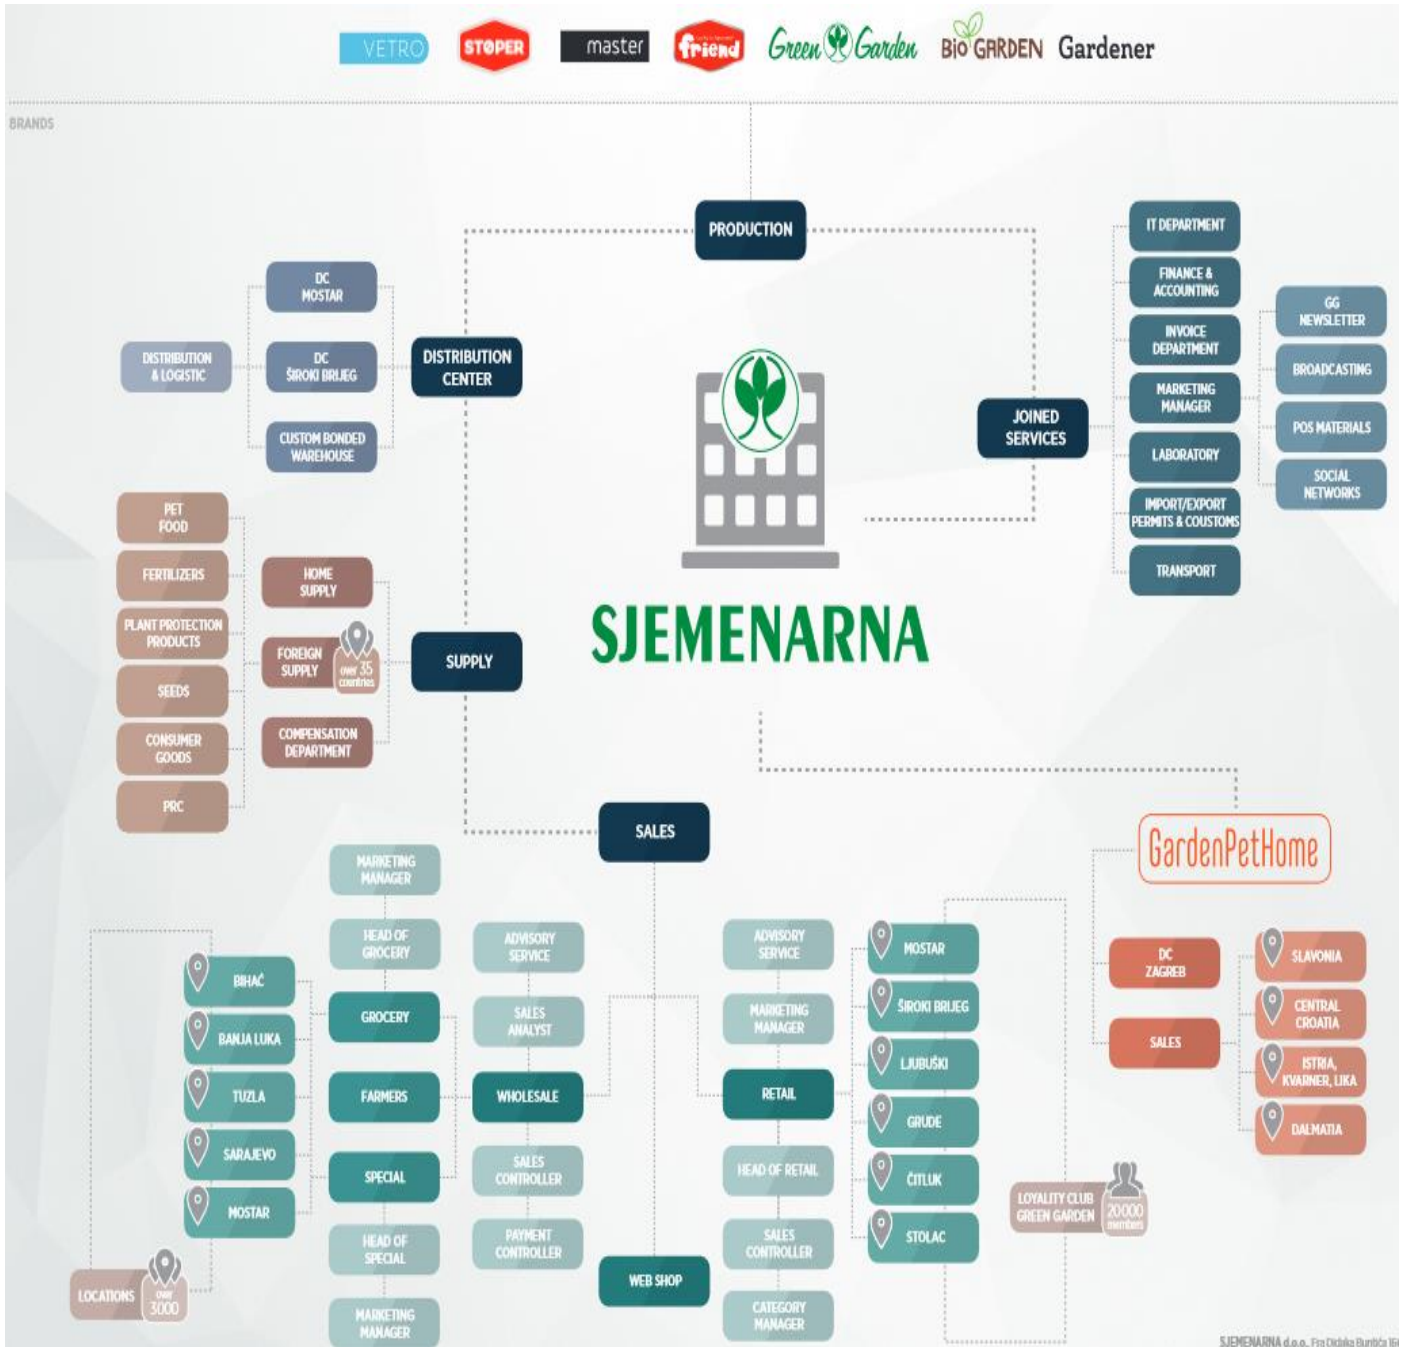 VETRO
STOPER
master
friend
Green Garden
BiO GARDEN
Gardener
BRANDS
PRODUCTION
DISTRIBUTION
CENTER
DC
MOSTAR
DC
ŠIROKI BRIJEG
CUSTOM BONDED
WAREHOUSE
DISTRIBUTION
& LOGISTIC
JOINED
SERVICES
IT DEPARTMENT
FINANCE &
ACCOUNTING
INVOICE
DEPARTMENT
MARKETING
MANAGER
LABORATORY
IMPORT/EXPORT
PERMITS & COUSTOMS
TRANSPORT
GG
NEWSLETTER
BROADCASTING
POS MATERIALS
SOCIAL
NETWORKS
SJEMENARNA
SUPPLY
HOME
SUPPLY
FOREIGN
SUPPLY
over 35
countries
COMPENSATION
DEPARTMENT
PET
FOOD
FERTILIZERS
PLANT PROTECTION
PRODUCTS
SEEDS
CONSUMER
GOODS
PRC
SALES
MARKETING
MANAGER
HEAD OF
GROCERY
GROCERY
FARMERS
SPECIAL
HEAD OF
SPECIAL
MARKETING
MANAGER
BIHAĆ
BANJA LUKA
TUZLA
SARAJEVO
MOSTAR
LOCATIONS
over
3000
ADVISORY
SERVICE
SALES
ANALYST
WHOLESALE
SALES
CONTROLLER
PAYMENT
CONTROLLER
WEB SHOP
ADVISORY
SERVICE
MARKETING
MANAGER
RETAIL
HEAD OF RETAIL
SALES
CONTROLLER
CATEGORY
MANAGER
MOSTAR
ŠIROKI BRIJEG
LJUBUŠKI
GRUDE
ČITLUK
STOLAC
LOYALITY CLUB
GREEN GARDEN
20000
members
GardenPetHome
DC
ZAGREB
SALES
SLAVONIA
CENTRAL
CROATIA
ISTRIA,
KVARNER, LIKA
DALMATIA
SJEMENARNA d.o.o. Fra Didaka Buntića